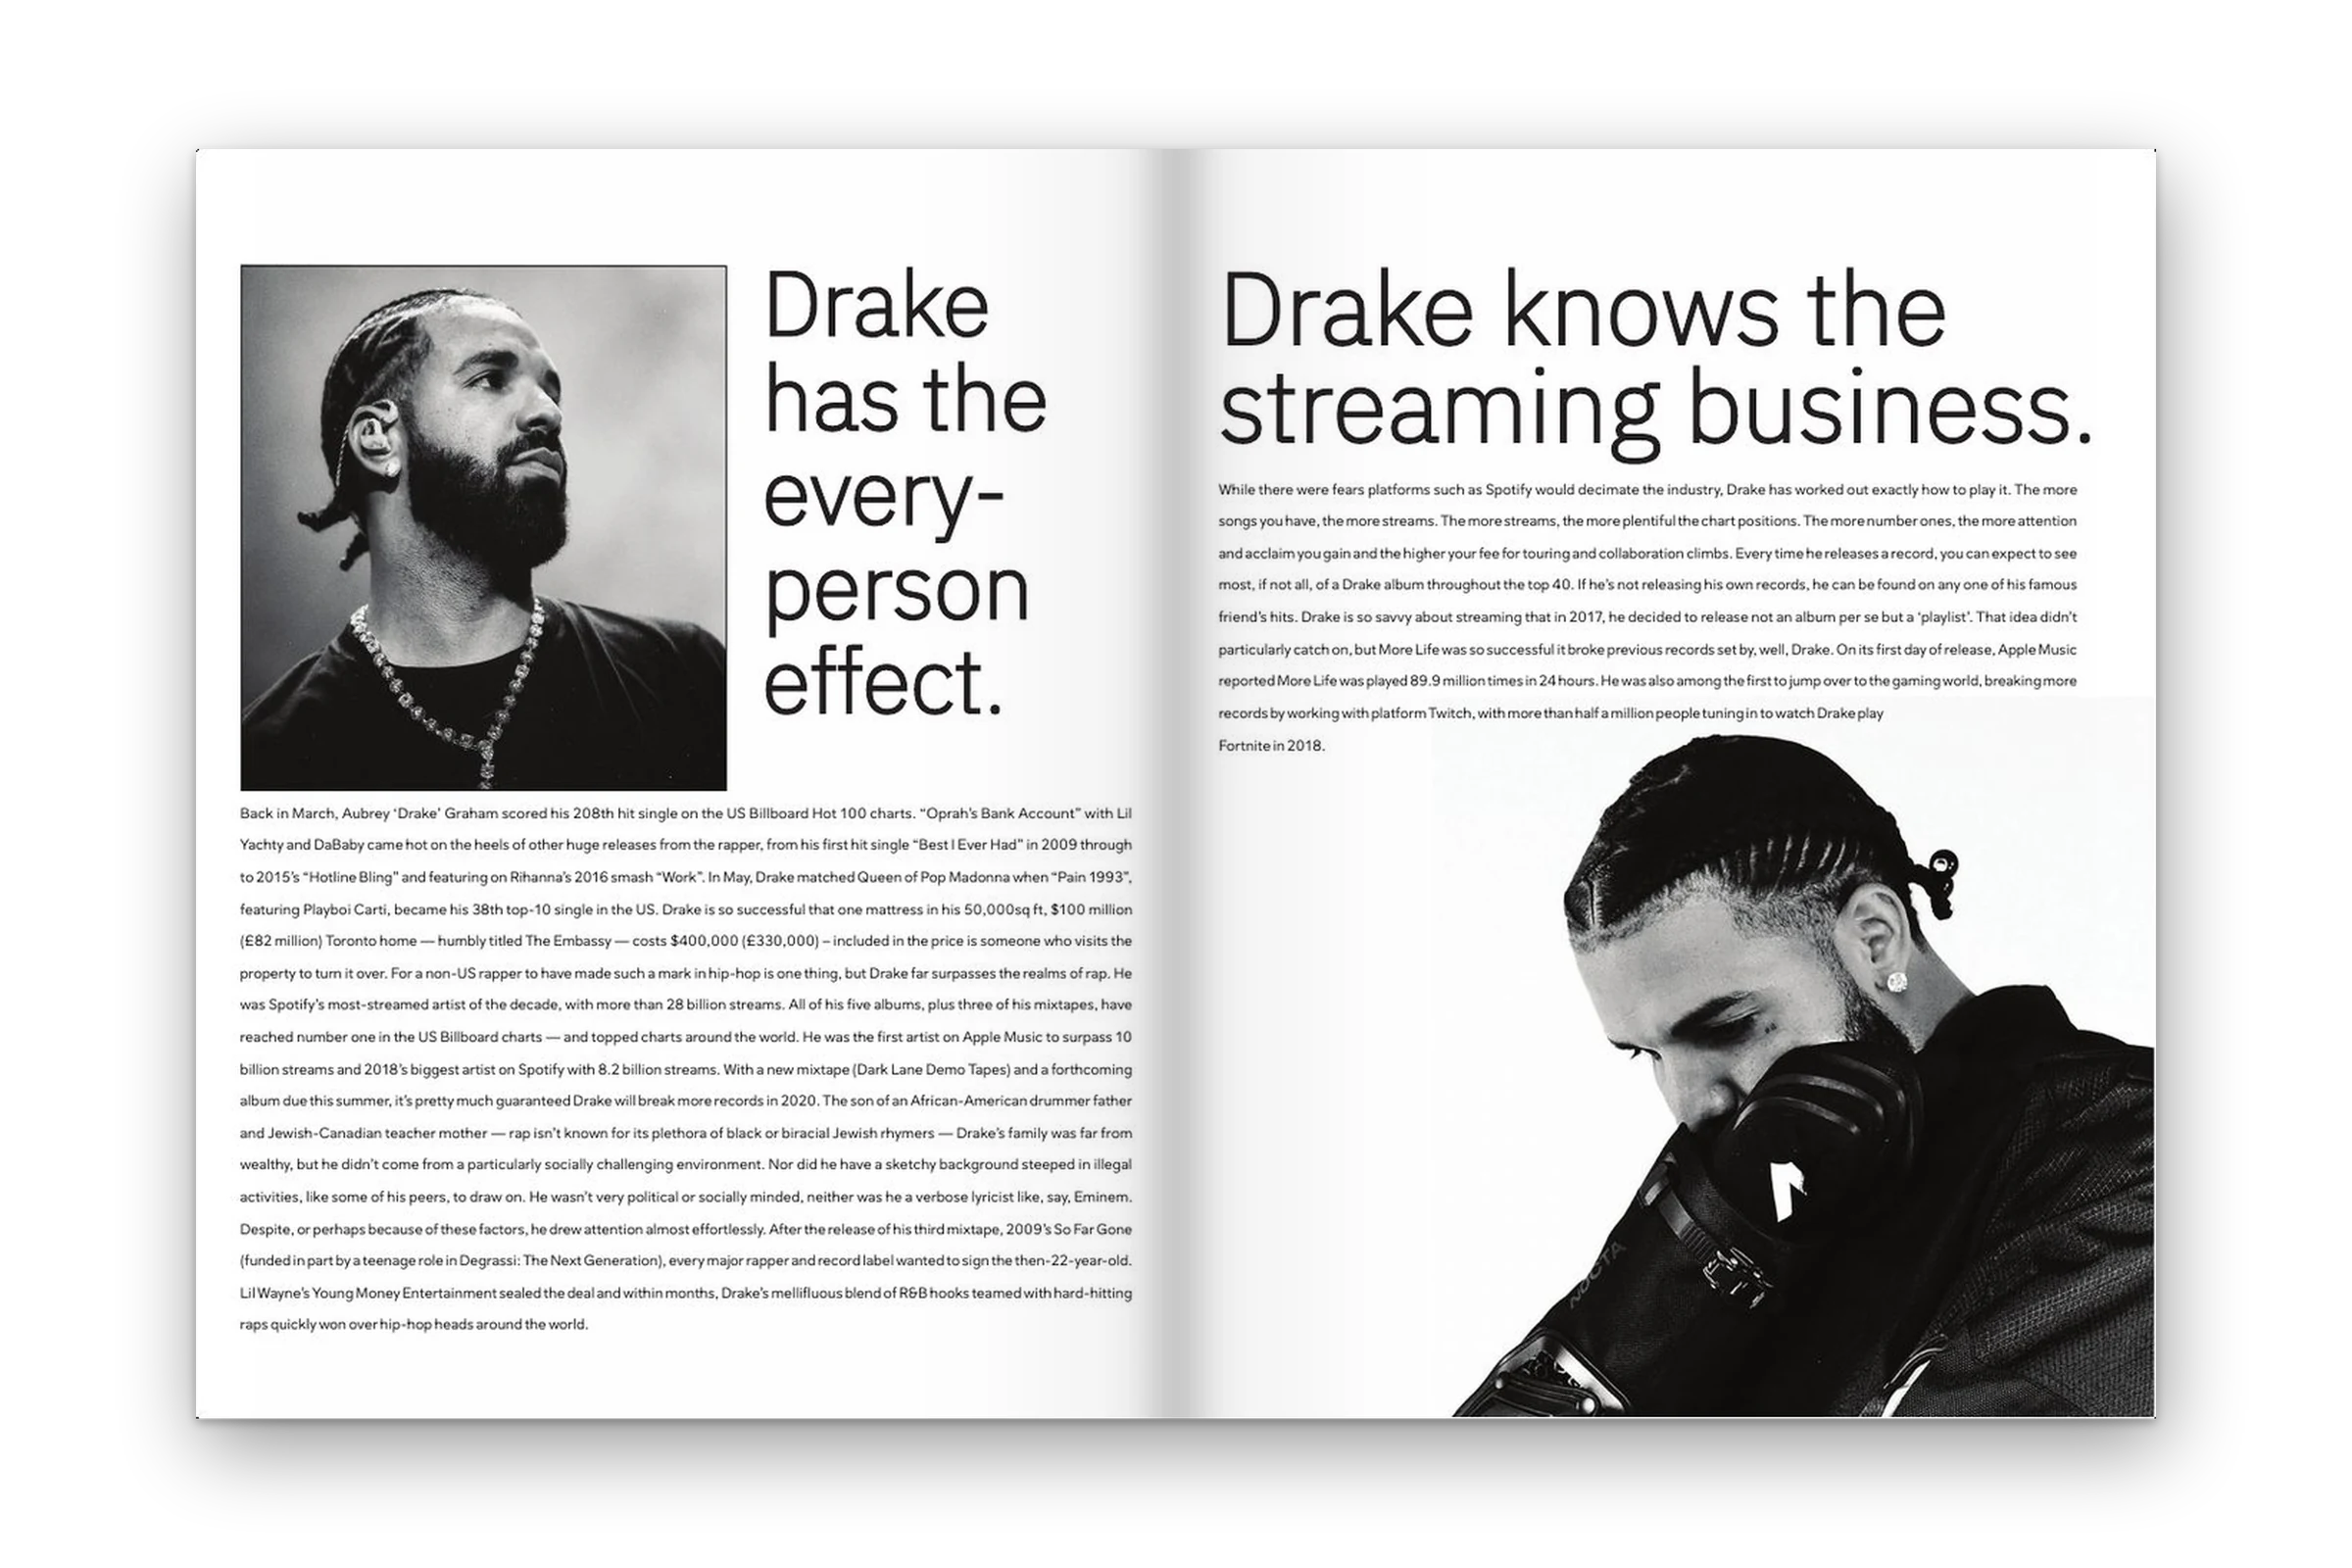 Drake
has the
every-
person
effect.
Back in March, Aubrey ‘Drake’ Graham scored his 208th hit single on the US Billboard Hot 100 charts. “Oprah’s Bank Account” with Lil
Yachty and DaBaby came hot on the heels of other huge releases from the rapper, from his first hit single “Best I Ever Had” in 2009 through
to 2015’s “Hotline Bling” and featuring on Rihanna’s 2016 smash “Work”. In May, Drake matched Queen of Pop Madonna when “Pain 1993”,
featuring Playboi Carti, became his 38th top-10 single in the US. Drake is so successful that one mattress in his 50,000sq ft, $100 million
(£82 million) Toronto home — humbly titled The Embassy — costs $400,000 (£330,000) – included in the price is someone who visits the
property to turn it over. For a non-US rapper to have made such a mark in hip-hop is one thing, but Drake far surpasses the realms of rap. He
was Spotify’s most-streamed artist of the decade, with more than 28 billion streams. All of his five albums, plus three of his mixtapes, have
reached number one in the US Billboard charts — and topped charts around the world. He was the first artist on Apple Music to surpass 10
billion streams and 2018’s biggest artist on Spotify with 8.2 billion streams. With a new mixtape (Dark Lane Demo Tapes) and a forthcoming
album due this summer, it’s pretty much guaranteed Drake will break more records in 2020. The son of an African-American drummer father
and Jewish-Canadian teacher mother — rap isn’t known for its plethora of black or biracial Jewish rhymers — Drake’s family was far from
wealthy, but he didn’t come from a particularly socially challenging environment. Nor did he have a sketchy background steeped in illegal
activities, like some of his peers, to draw on. He wasn’t very political or socially minded, neither was he a verbose lyricist like, say, Eminem.
Despite, or perhaps because of these factors, he drew attention almost effortlessly. After the release of his third mixtape, 2009’s So Far Gone
(funded in part by a teenage role in Degrassi: The Next Generation), every major rapper and record label wanted to sign the then-22-year-old.
Lil Wayne’s Young Money Entertainment sealed the deal and within months, Drake’s mellifluous blend of R&B hooks teamed with hard-hitting
raps quickly won over hip-hop heads around the world.
Drake knows the
streaming business.
While there were fears platforms such as Spotify would decimate the industry, Drake has worked out exactly how to play it. The more
songs you have, the more streams. The more streams, the more plentiful the chart positions. The more number ones, the more attention
and acclaim you gain and the higher your fee for touring and collaboration climbs. Every time he releases a record, you can expect to see
most, if not all, of a Drake album throughout the top 40. If he’s not releasing his own records, he can be found on any one of his famous
friend’s hits. Drake is so savvy about streaming that in 2017, he decided to release not an album per se but a ‘playlist’. That idea didn’t
particularly catch on, but More Life was so successful it broke previous records set by, well, Drake. On its first day of release, Apple Music
reported More Life was played 89.9 million times in 24 hours. He was also among the first to jump over to the gaming world, breaking more
records by working with platform Twitch, with more than half a million people tuning in to watch Drake play
Fortnite in 2018.
NOCTA